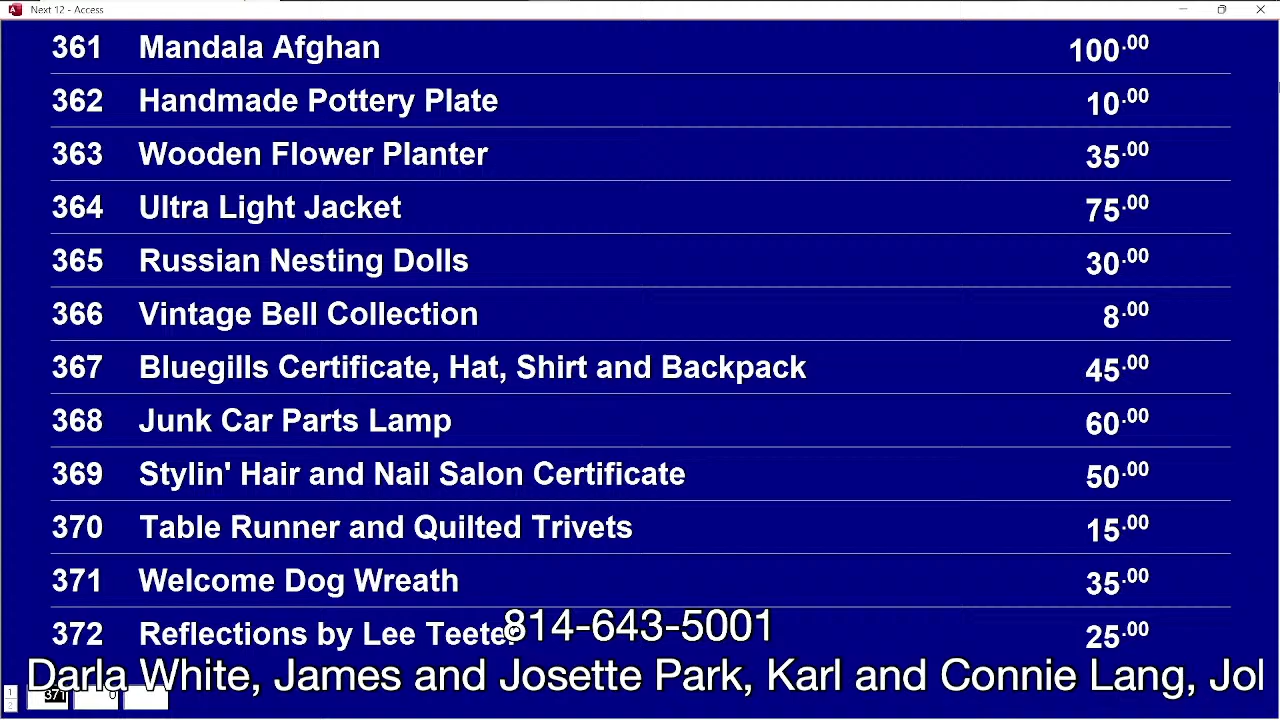 Next 12 - Access
361 Mandala Afghan 100.00
362 Handmade Pottery Plate 10.00
363 Wooden Flower Planter 35.00
364 Ultra Light Jacket 75.00
365 Russian Nesting Dolls 30.00
366 Vintage Bell Collection 8.00
367 Bluegills Certificate, Hat, Shirt and Backpack 45.00
368 Junk Car Parts Lamp 60.00
369 Stylin' Hair and Nail Salon Certificate 50.00
370 Table Runner and Quilted Trivets 15.00
371 Welcome Dog Wreath 35.00
372 Reflections by Lee Teeter 25.00
814-643-5001
Darla White, James and Josette Park, Karl and Connie Lang, Jol
1
2
371